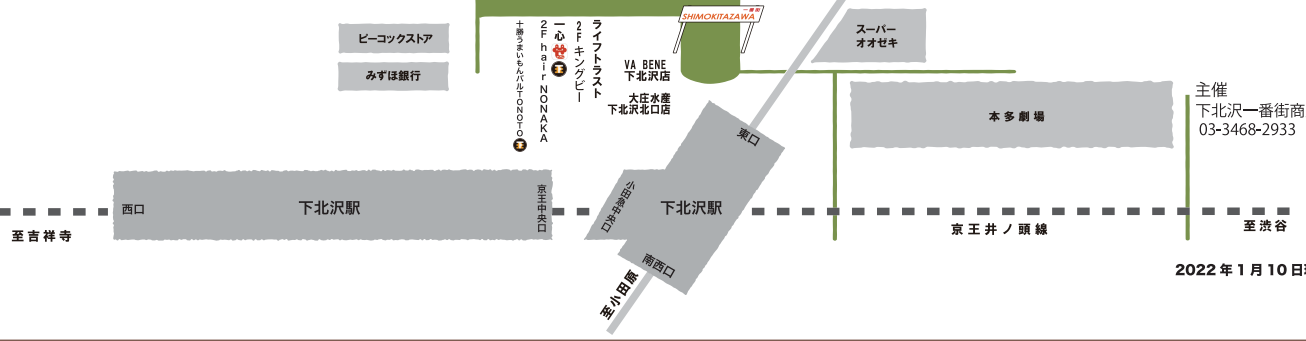 一番街
SHIMOKITAZAWA
ピーコックストア
みずほ銀行
十勝うまいもんバルTONOTO
2F hair NONAKA
一心
2F キングビー
ライフトラスト
VA BENE
下北沢店
大庄水産
下北沢北口店
スーパー
オオゼキ
本多劇場
主催
下北沢一番街商
03-3468-2933
東口
西口
下北沢駅
京王中央口
小田急中央口
下北沢駅
南西口
至吉祥寺
京王井ノ頭線
至渋谷
至小田原
2022年1月10日